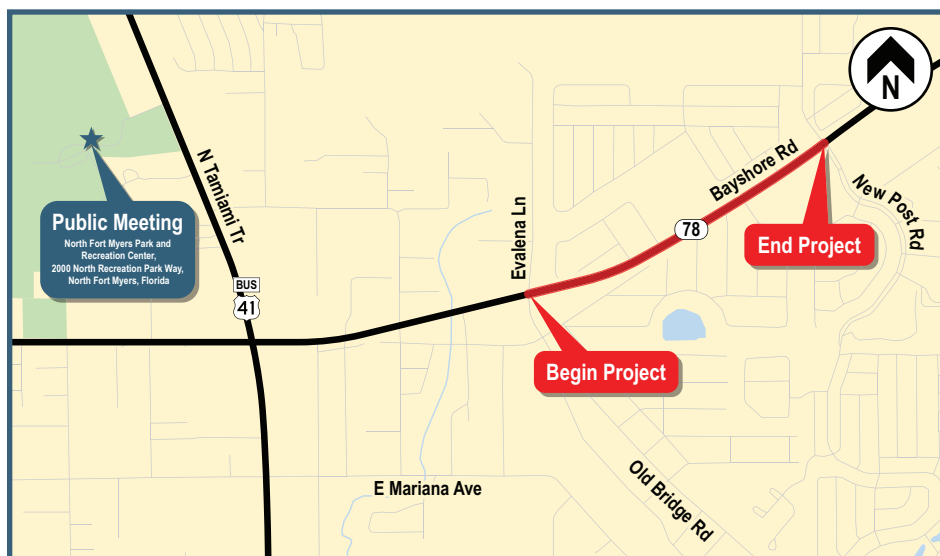 N
Bayshore Rd
N Tamiami Tr
New Post Rd
Public Meeting
North Fort Myers Park and
Recreation Center,
2000 North Recreation Park Way,
North Fort Myers, Florida
Evalena Ln
78
End Project
BUS
41
Begin Project
E Mariana Ave
Old Bridge Rd